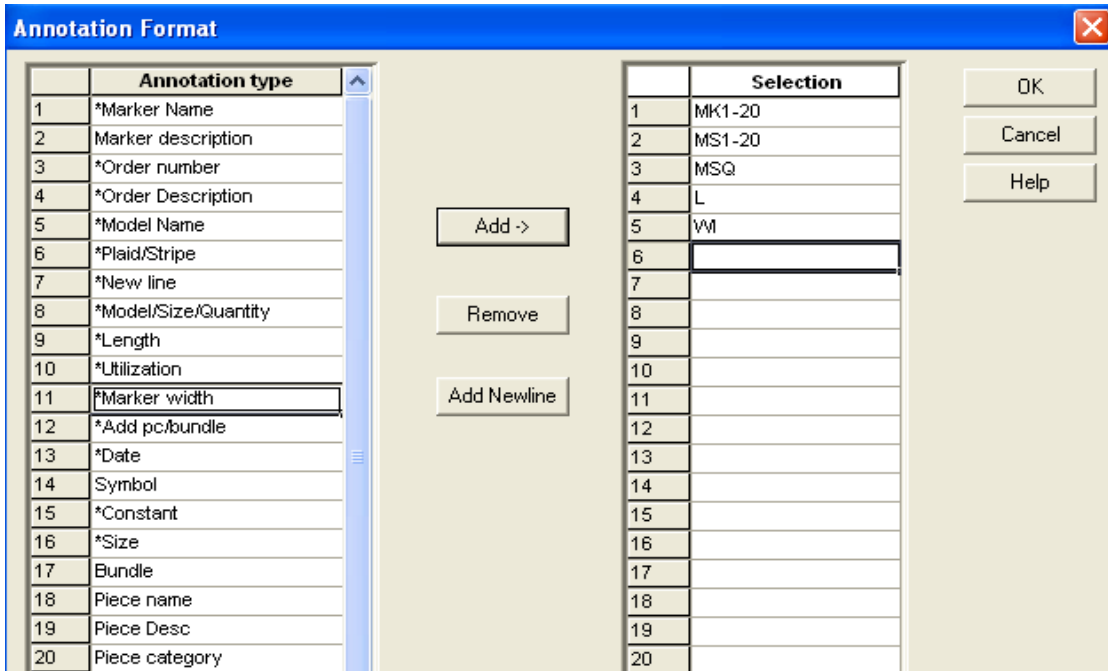 Annotation Format
Annotation type
1 *Marker Name
2 Marker description
3 *Order number
4 *Order Description
5 *Model Name
6 *Plaid/Stripe
7 *New line
8 *Model/Size/Quantity
9 *Length
10 *Utilization
11 *Marker width
12 *Add pc/bundle
13 *Date
14 Symbol
15 *Constant
16 *Size
17 Bundle
18 Piece name
19 Piece Desc
20 Piece category
Add ->
Remove
Add Newline
Selection
1 MK1-20
2 MS1-20
3 MSQ
4 L
5 WI
6
7
8
9
10
11
12
13
14
15
16
17
18
19
20
OK
Cancel
Help